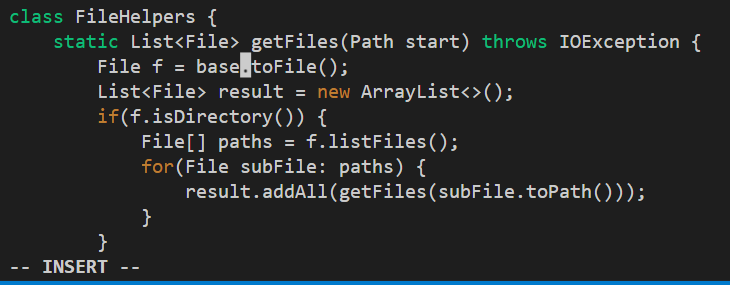 class FileHelpers {
    static List<File> getFiles(Path start) throws IOException {
        File f = base.toFile();
        List<File> result = new ArrayList<>();
        if(f.isDirectory()) {
            File[] paths = f.listFiles();
            for(File subFile: paths) {
                result.addAll(getFiles(subFile.toPath()));
            }
        }
-- INSERT --